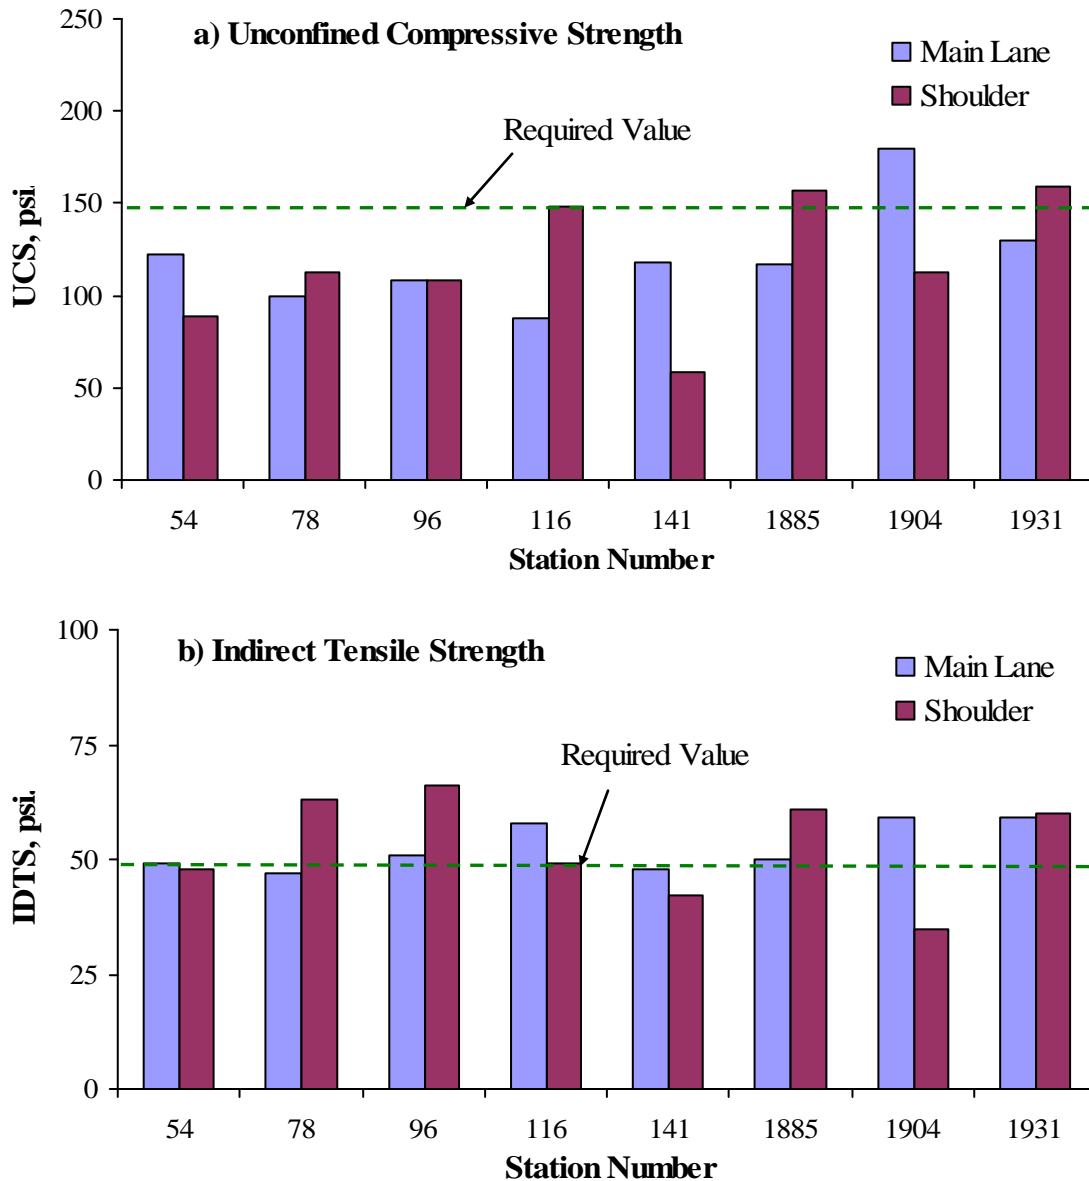 a) Unconfined Compressive Strength
Main Lane
Shoulder
Required Value
UCS, psi.
250
200
150
100
50
0
54 78 96 116 141 1885 1904 1931
Station Number
b) Indirect Tensile Strength
Main Lane
Shoulder
Required Value
IDTS, psi.
100
75
50
25
0
54 78 96 116 141 1885 1904 1931
Station Number